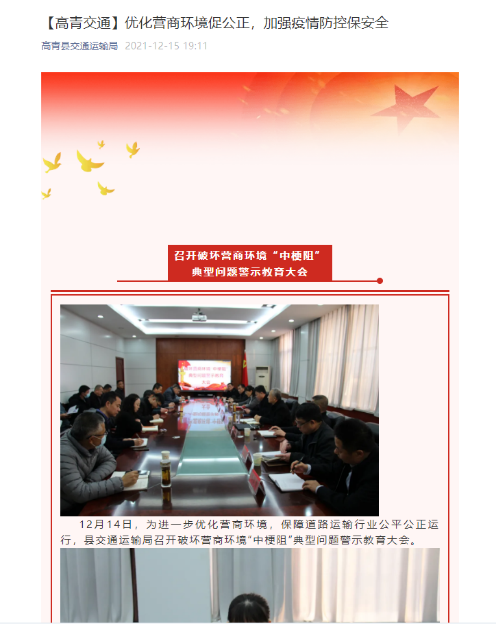 【高青交通】优化营商环境促公正，加强疫情防控保安全
高青县交通运输局 2021-12-15 19:11
召开破坏营商环境“中梗阻”
典型问题警示教育大会
12月14日，为进一步优化营商环境，保障道路运输行业公平公正运
行，县交通运输局召开破坏营商环境“中梗阻”典型问题警示教育大会。